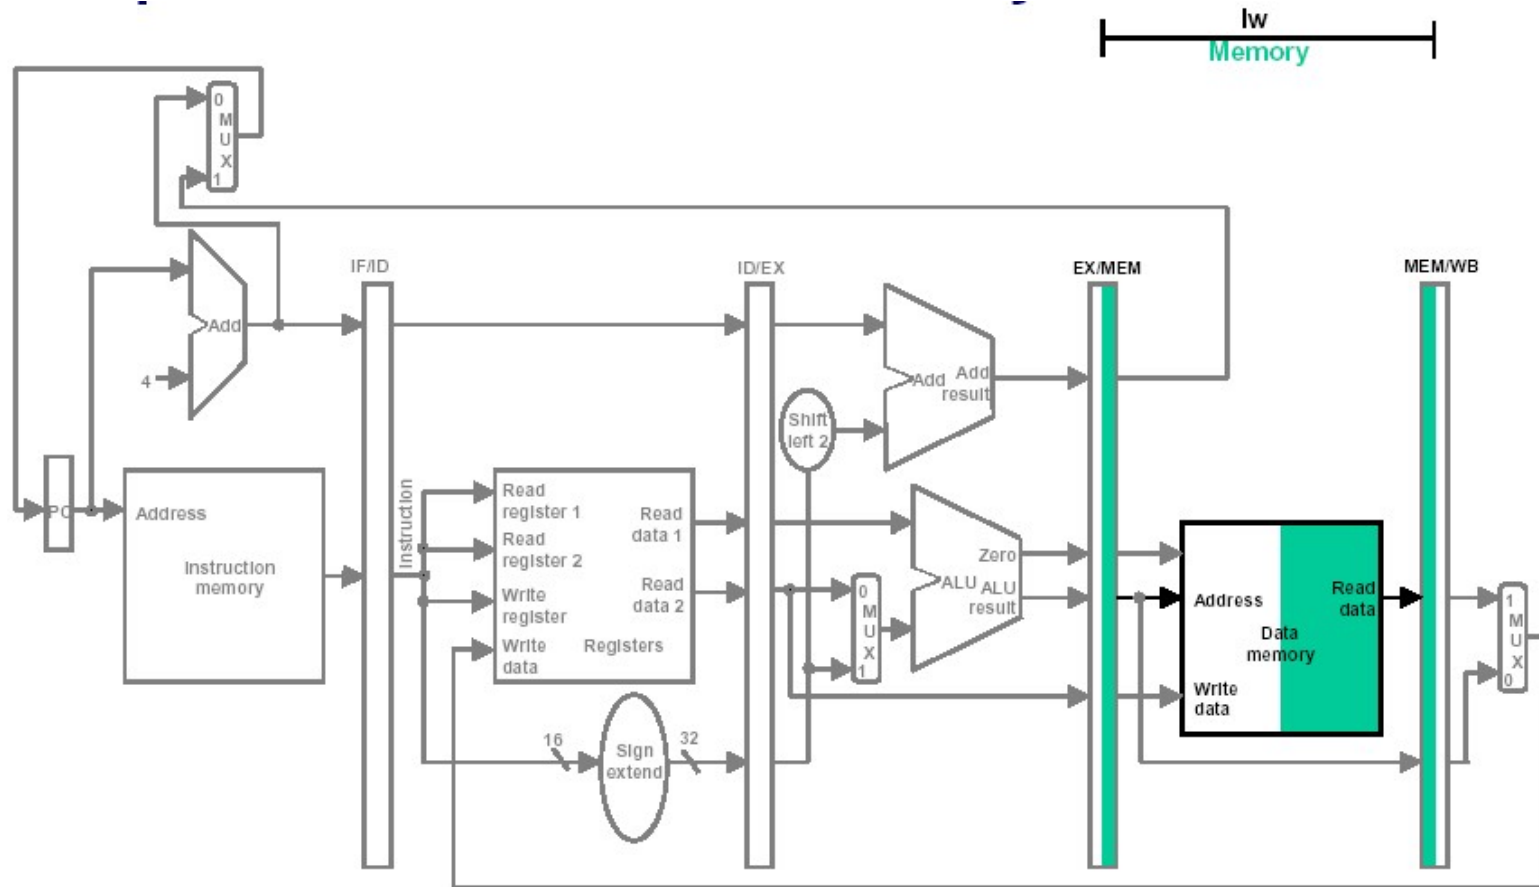 lw
Memory
0
M
U
X
1
IF/ID
ID/EX
EX/MEM
MEM/WB
Add
4
Add
Add
result
Shift
left 2
PC
Address
Instruction
memory
Instruction
Read
register 1
Read
register 2
Write
register
Write
data
Registers
Read
data 1
Read
data 2
16
Sign
extend
32
0
M
U
X
1
Zero
ALU
ALU
result
Address
Read
data
Data
memory
Write
data
1
M
U
X
0